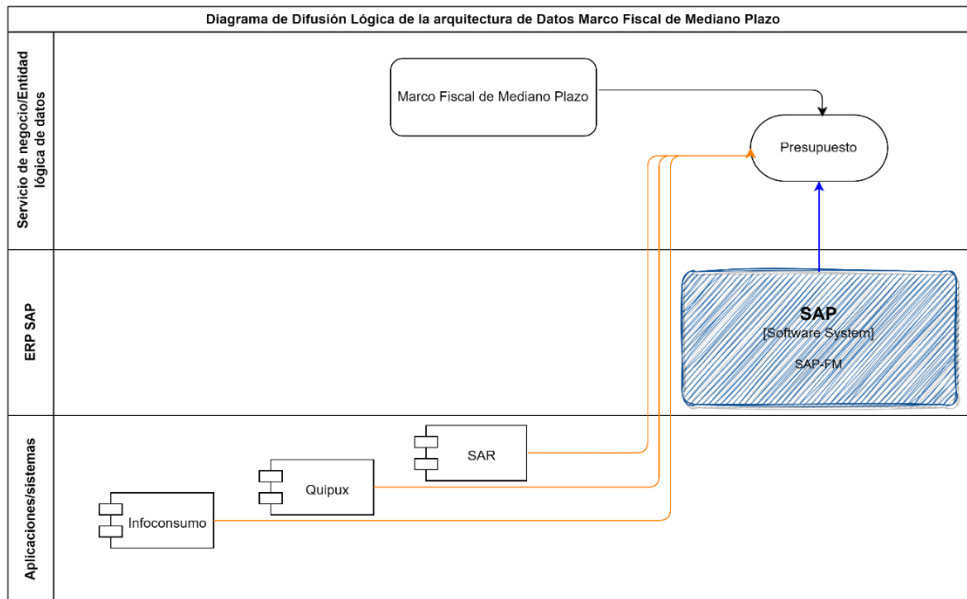 Diagrama de Difusión Lógica de la arquitectura de Datos Marco Fiscal de Mediano Plazo
Servicio de negocio/Entidad
lógica de datos
Marco Fiscal de Mediano Plazo
Presupuesto
ERP SAP
SAP
[Software System]
SAP-FM
Aplicaciones/sistemas
SAR
Quipux
Infoconsumo